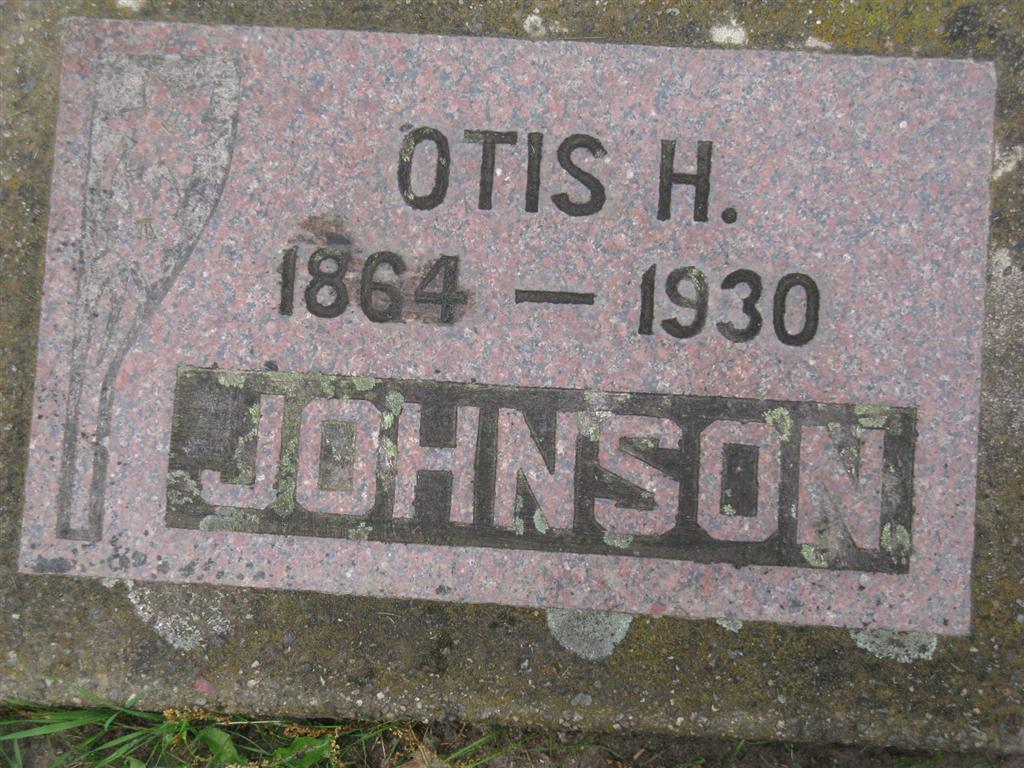 OTIS H.
1864 — 1930
JOHNSON